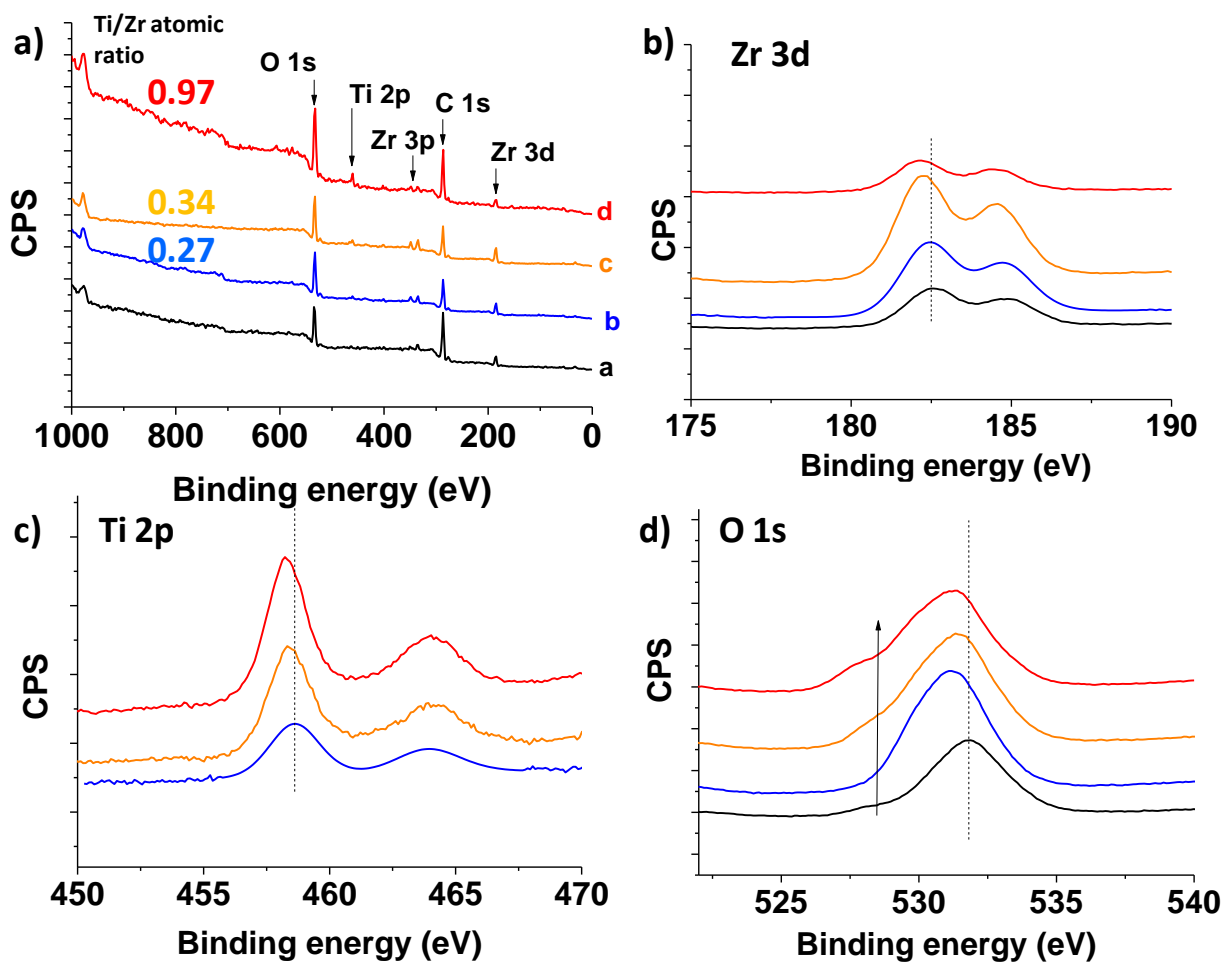 a)
Ti/Zr atomic
ratio
0.97
0.34
0.27
O 1s
Ti 2p
Zr 3p
C 1s
Zr 3d
d
c
b
a
CPS
1000 800 600 400 200 0
Binding energy (eV)
b)
Zr 3d
CPS
175 180 185 190
Binding energy (eV)
c)
Ti 2p
CPS
450 455 460 465 470
Binding energy (eV)
d)
O 1s
CPS
525 530 535 540
Binding energy (eV)